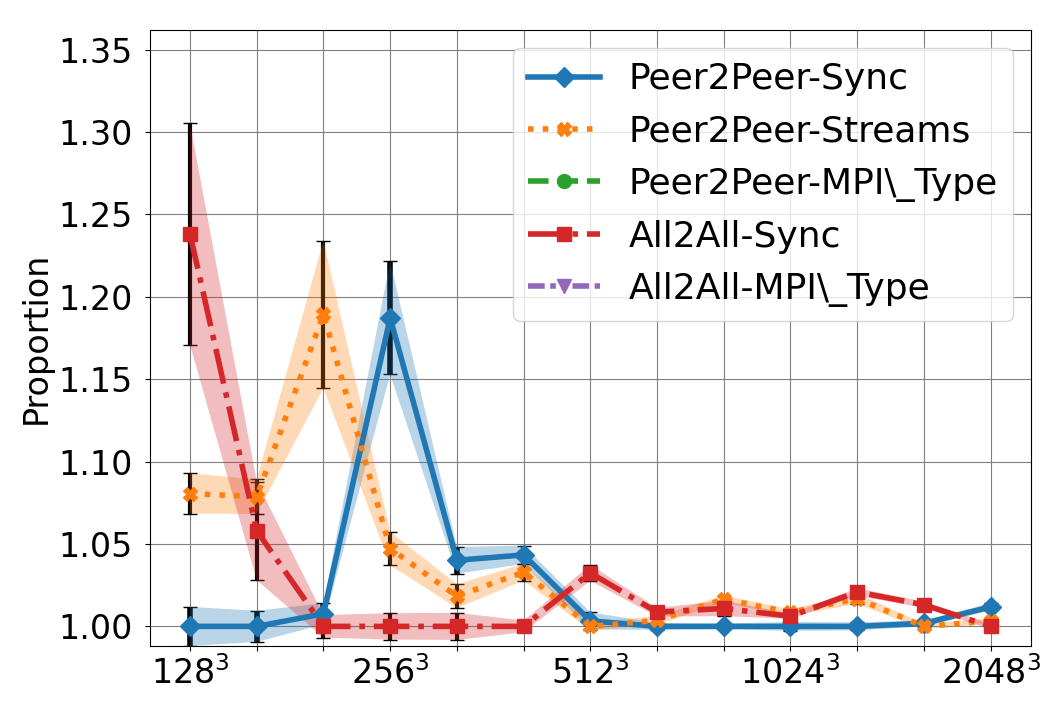 1.35
1.30
1.25
1.20
1.15
1.10
1.05
1.00
Proportion
Peer2Peer-Sync
Peer2Peer-Streams
Peer2Peer-MPI\_Type
All2All-Sync
All2All-MPI\_Type
128³ 256³ 512³ 1024³ 2048³